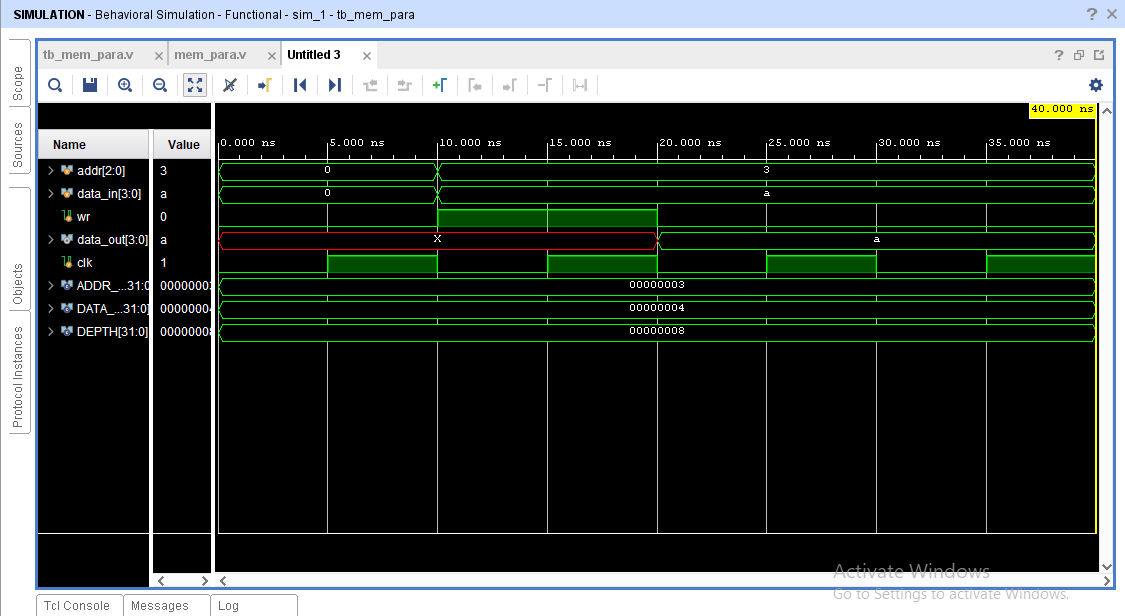 SIMULATION - Behavioral Simulation - Functional - sim_1 - tb_mem_para
tb_mem_para.v mem_para.v Untitled 3
Scope
Sources
Objects
Protocol Instances
40.000 ns
Name Value
0.000 ns 5.000 ns 10.000 ns 15.000 ns 20.000 ns 25.000 ns 30.000 ns 35.000 ns
addr[2:0] 3 0 3
data_in[3:0] a 0 a
wr 0
data_out[3:0] a X a
clk 1
ADDR_...31:0 0000000 00000003
DATA_...31:0] 0000000 00000004
DEPTH[31:0] 00000008 00000008
Activate Windows
Go to Settings to activate Windows.
Tcl Console Messages Log